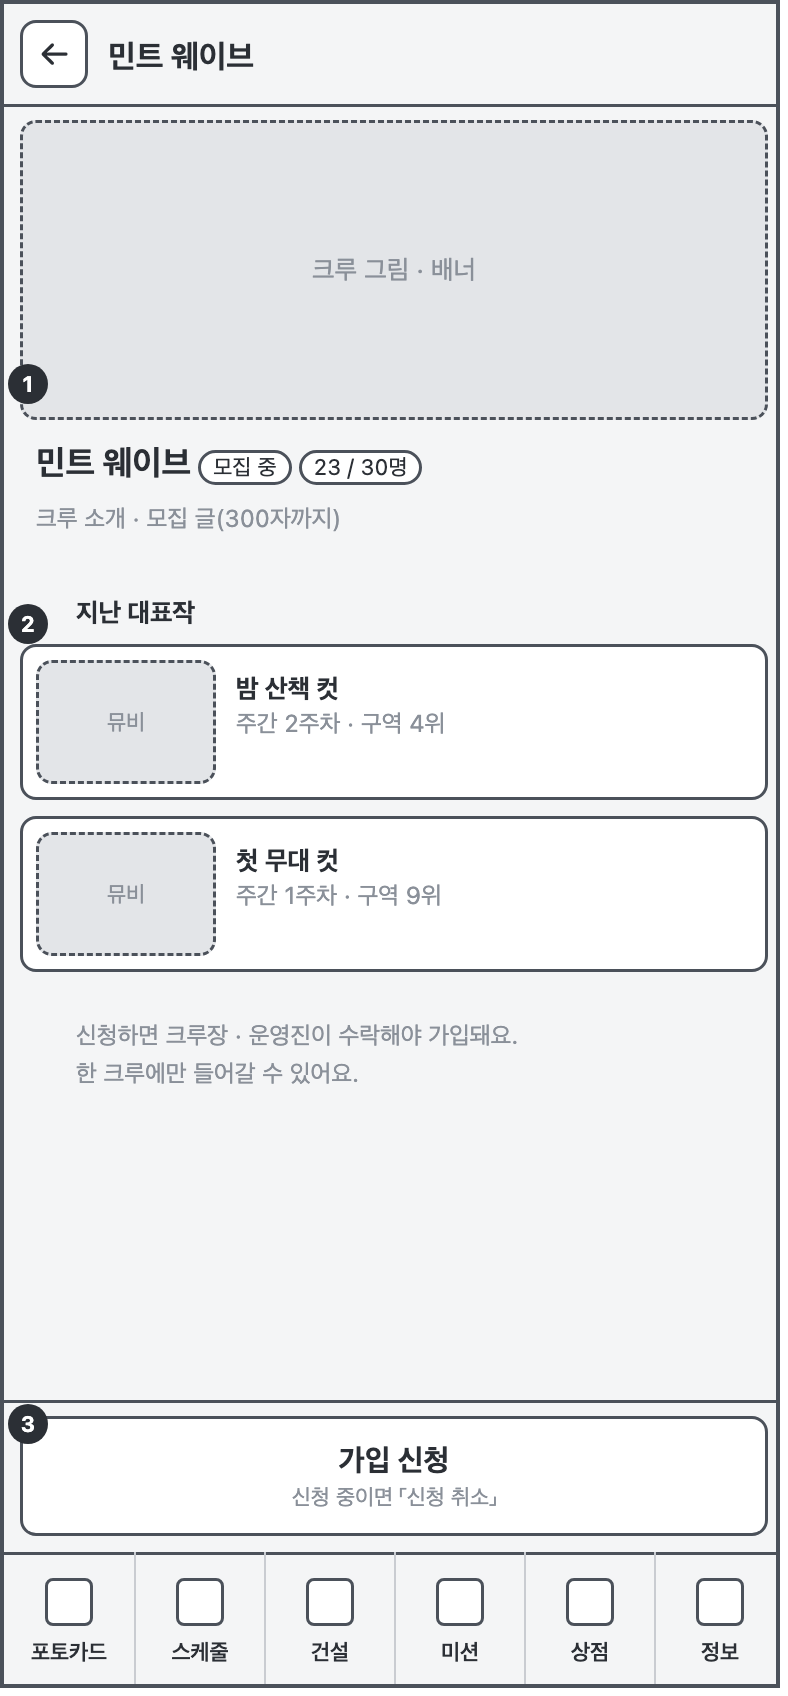 민트 웨이브
크루 그림 · 배너
1
민트 웨이브 모집 중 23 / 30명
크루 소개 · 모집 글(300자까지)
2 지난 대표작
뮤비
밤 산책 컷
주간 2주차 · 구역 4위
뮤비
첫 무대 컷
주간 1주차 · 구역 9위
신청하면 크루장 · 운영진이 수락해야 가입돼요.
한 크루에만 들어갈 수 있어요.
3
가입 신청
신청 중이면 「신청 취소」
포토카드 스케줄 건설 미션 상점 정보